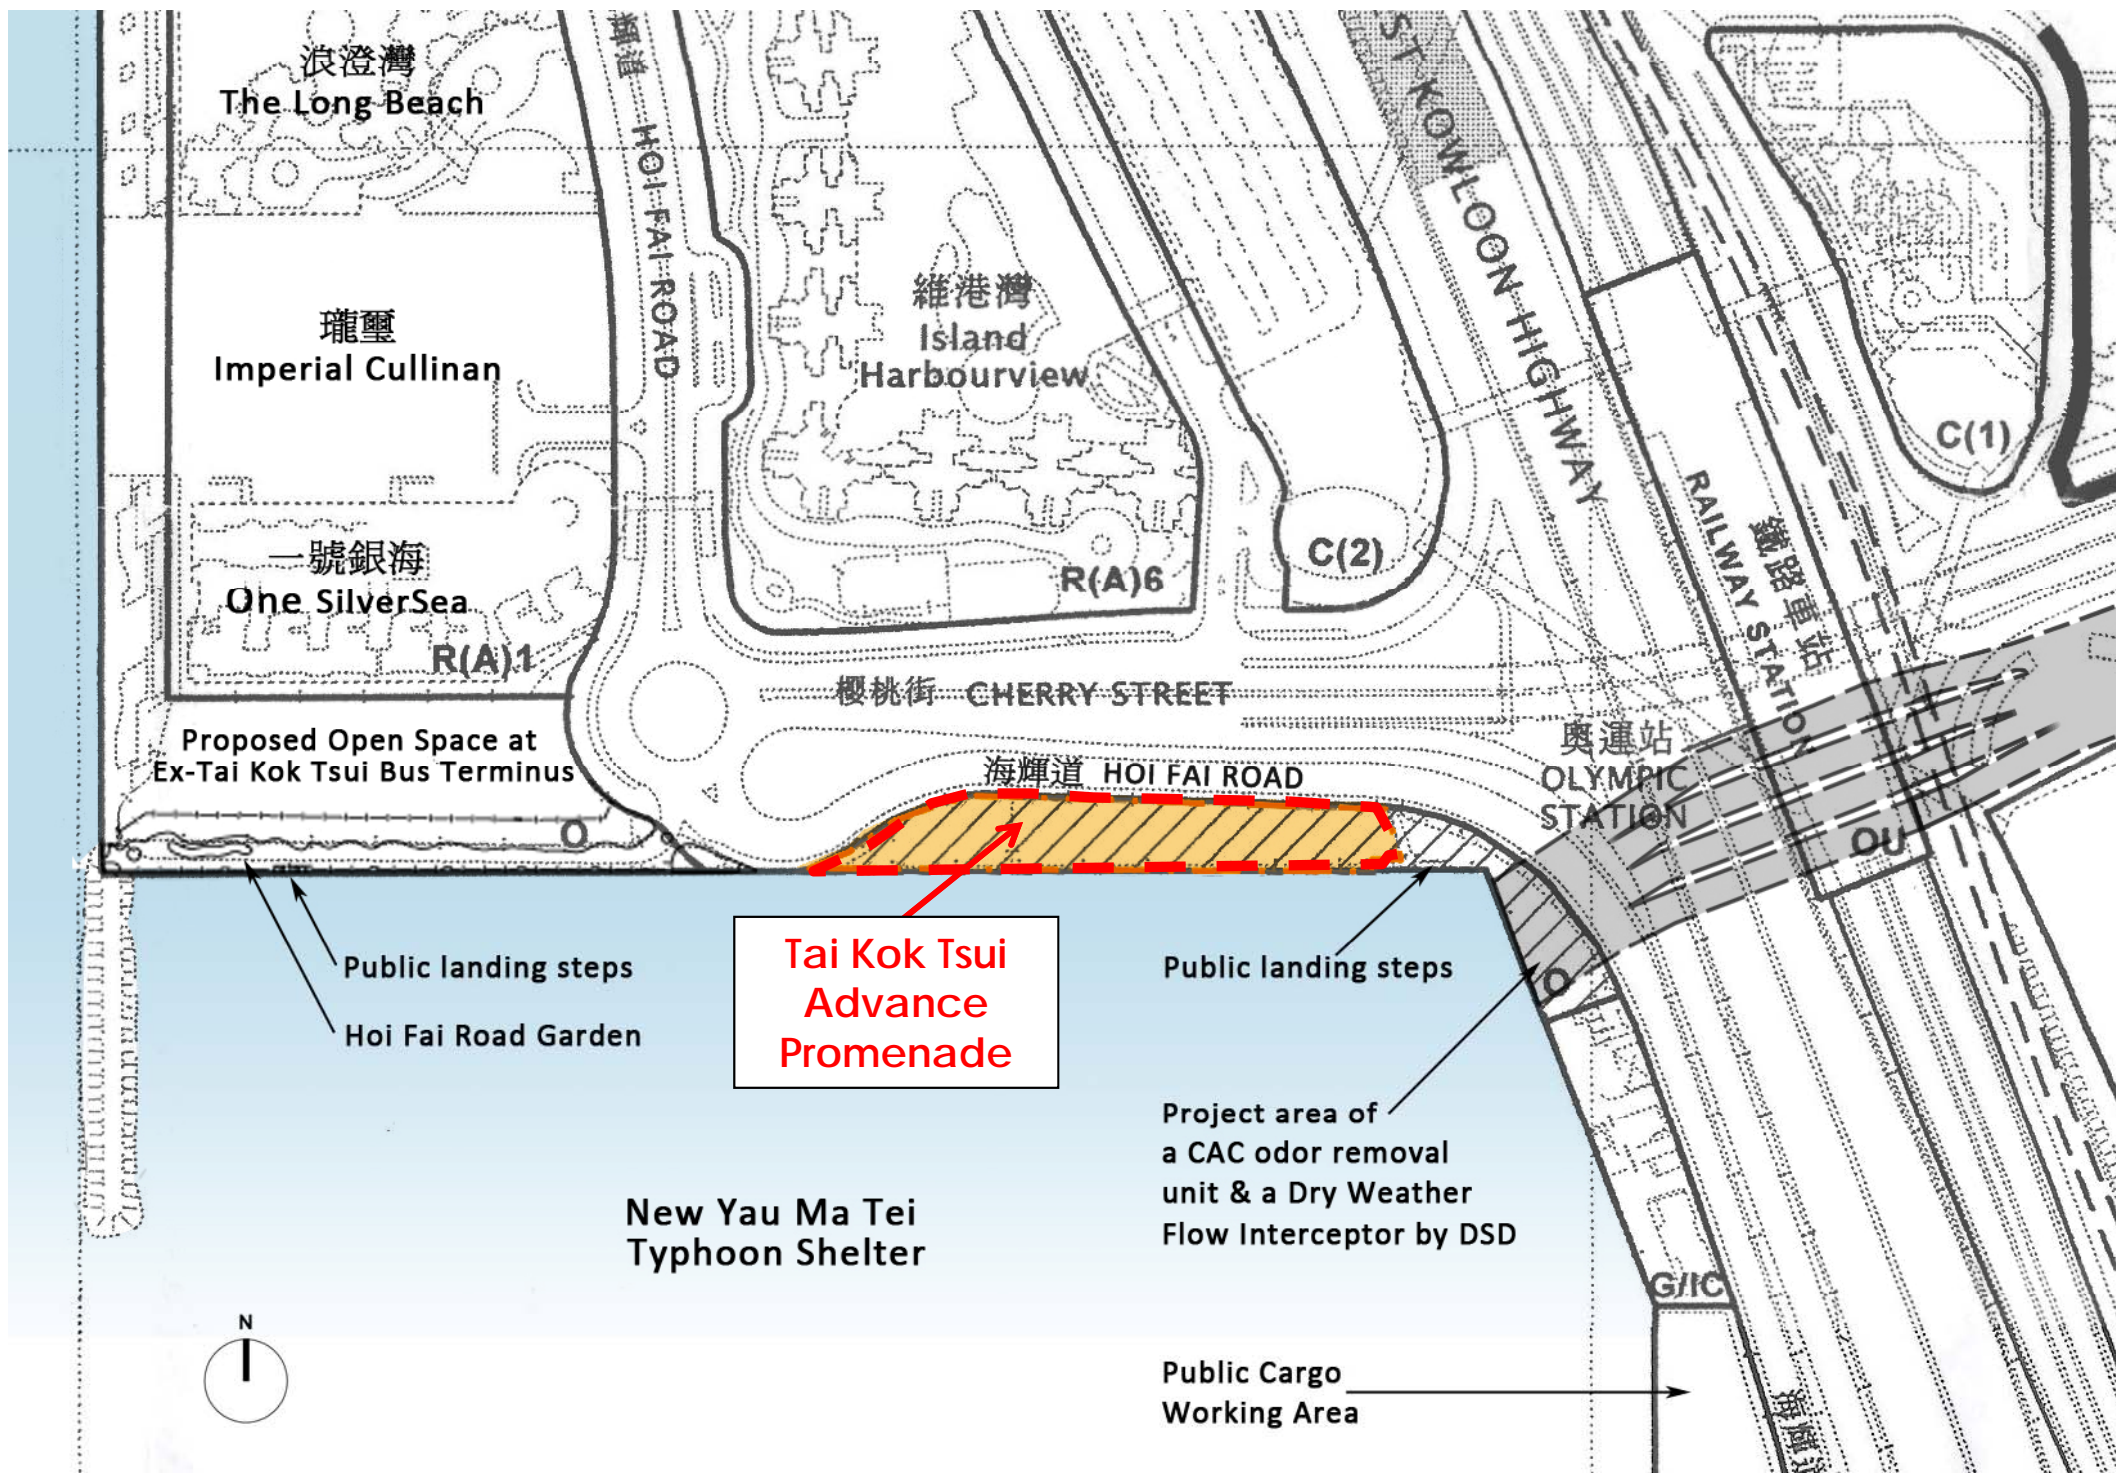 浪澄灣
The Long Beach
輝道
HOI FAI ROAD
ST KOWLOON HIGHWAY
維港灣
Island
Harbourview
瓏璽
Imperial Cullinan
C(1)
RAILWAY STATION
鐵路車站
一號銀海
One SilverSea
R(A)1
R(A)6
C(2)
櫻桃街 CHERRY STREET
Proposed Open Space at
Ex-Tai Kok Tsui Bus Terminus
海輝道 HOI FAI ROAD
奧運站
OLYMPIC
STATION
O
OU
Public landing steps
Hoi Fai Road Garden
Tai Kok Tsui
Advance
Promenade
Public landing steps
O
Project area of
a CAC odor removal
unit & a Dry Weather
Flow Interceptor by DSD
New Yau Ma Tei
Typhoon Shelter
G/IC
N
Public Cargo
Working Area